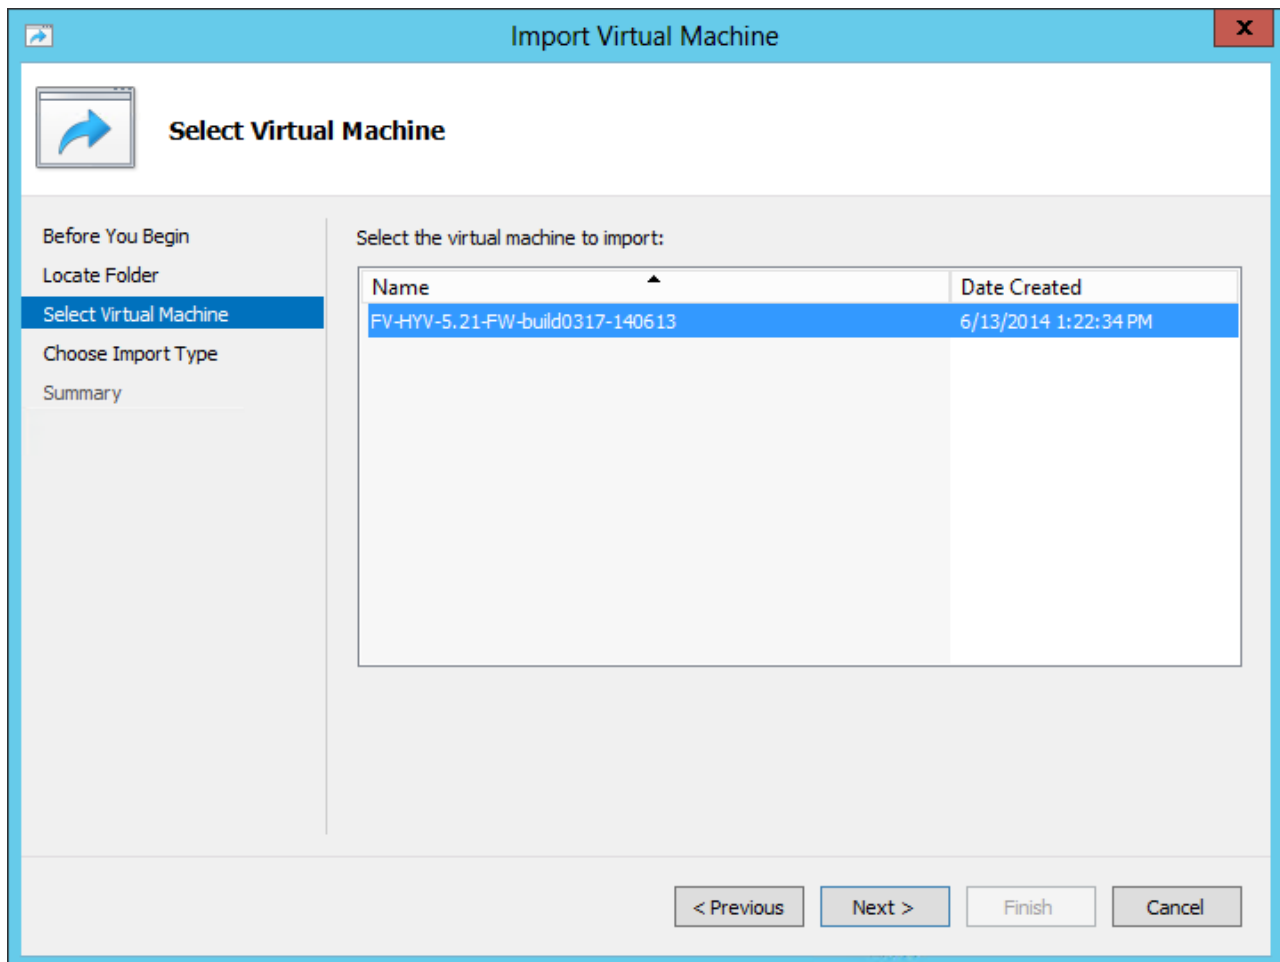 Import Virtual Machine
X
Select Virtual Machine
Before You Begin
Locate Folder
Select Virtual Machine
Choose Import Type
Summary
Select the virtual machine to import:
Name Date Created
FV-HYV-5.21-FW-build0317-140613 6/13/2014 1:22:34 PM
< Previous Next > Finish Cancel